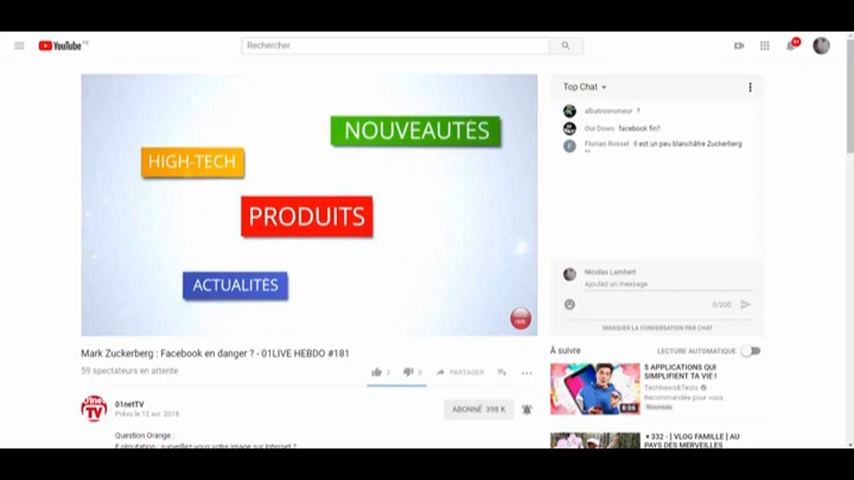 YouTube FR
Rechercher
9+
HIGH-TECH
NOUVEAUTÉS
PRODUITS
ACTUALITÉS
Mark Zuckerberg : Facebook en danger ? - 01LIVE HEBDO #181
59 spectateurs en attente
2
0
PARTAGER
01netTV
Prévu le 12 avr. 2018
ABONNÉ 398 K
Question Orange :
E-réputation : surveillez-vous votre image sur Internet ?
Top Chat
albatrosrumeur ?
Oui Down facebook fin?
Florian Rosset il est un peu blanchâtre Zuckerberg
^^
Nicolas Lambert
Ajoutez un message
0/200
MASQUER LA CONVERSATION PAR CHAT
À suivre
LECTURE AUTOMATIQUE
5 APPLICATIONS QUI
SIMPLIFIENT TA VIE !
TechNews&Tests
Recommandée pour vous
Nouveau
8:06
♦332 - [ VLOG FAMILLE ] AU
PAYS DES MERVEILLES